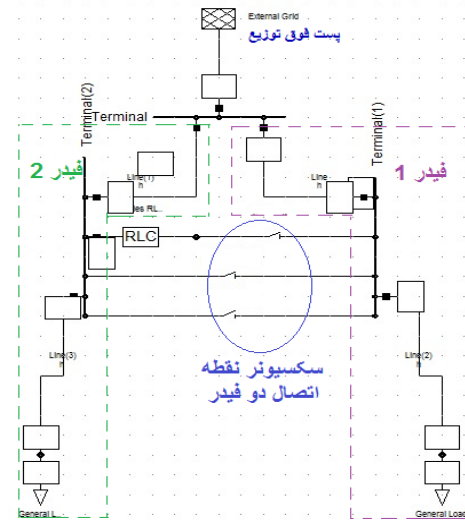 External Grid
پست فوق توزیع
Terminal
Terminal(2)
Terminal(1)
فیدر 2
فیدر 1
Line(1)
h
Line
h
RLC
سکسیونر نقطه
اتصال دو فیدر
Line(3)
h
Line(2)
h
General L...
General Load